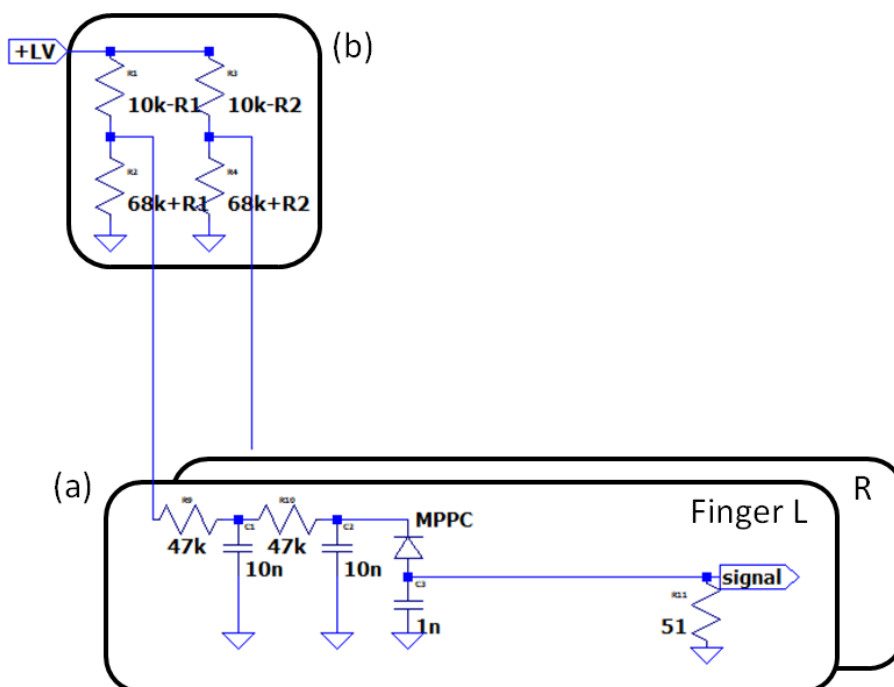 +LV
(b)
R1
R3
10k-R1
10k-R2
R2
R4
68k+R1
68k+R2
(a)
R
Finger L
R9
C1
R10
C2
MPPC
47k
47k
10n
10n
C3
signal
R11
1n
51